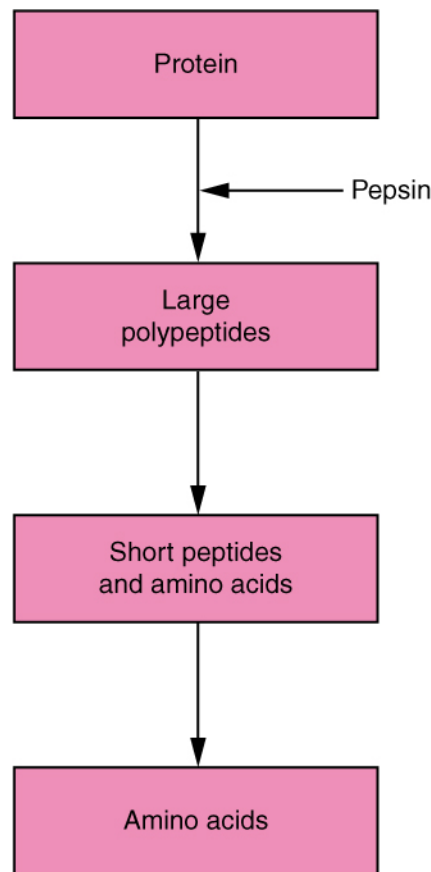 Protein
Pepsin
Large
polypeptides
Short peptides
and amino acids
Amino acids